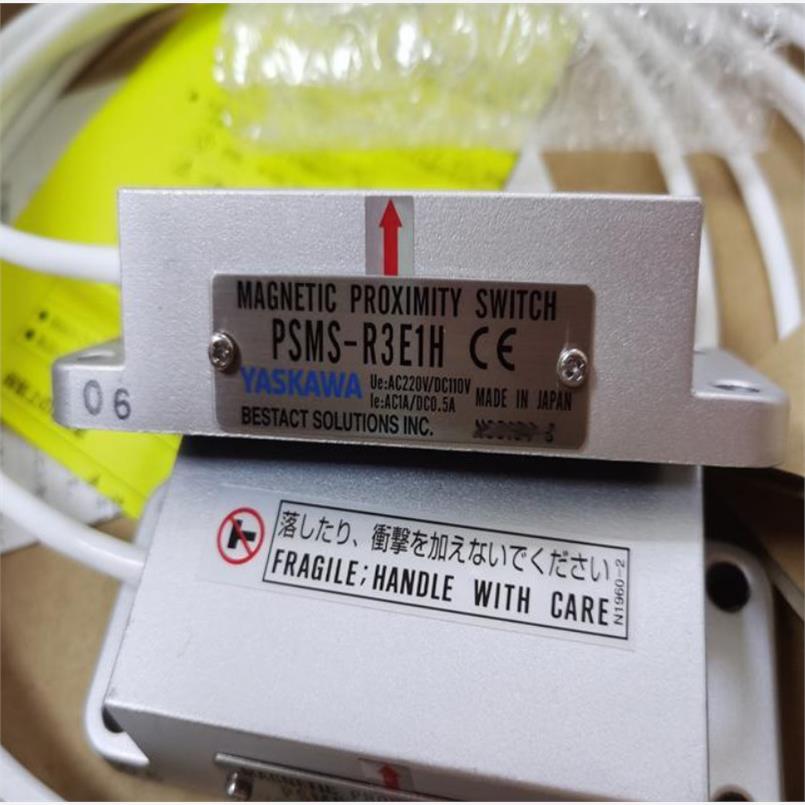 MAGNETIC PROXIMITY SWITCH
PSMS-R3E1H CE
YASKAWA Ue:AC220V/DC110V
Ie:AC1A/DC0.5A MADE IN JAPAN
BESTACT SOLUTIONS INC.
06
落したり、衝撃を加えないでください
FRAGILE;HANDLE WITH CARE
N1960-2
MAGNETIC